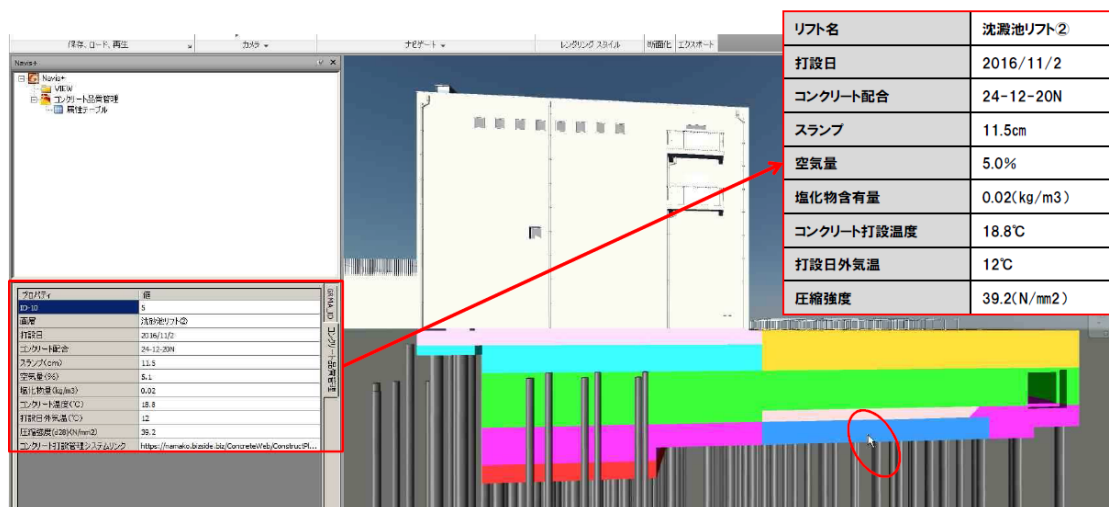 保存、ロード、再生
カメラ
ナビゲート
レンダリング スタイル
断面化
エクスポート
Navis+
Navis+
VIEW
コンクリート品質管理
属性テーブル
プロパティ 値
ID-10 5
画層 沈砂池リフト②
打設日 2016/11/2
コンクリート配合 24-12-20N
スランプ(cm) 11.5
空気量(%) 5.1
塩化物量(kg/m3) 0.02
コンクリート温度(℃) 18.8
打設日外気温(℃) 12
圧縮強度(σ28)(N/mm2) 39.2
コンクリート打設管理システムリンク https://namako.bizside.biz/ConcreteWeb/ConstructPl...
コンクリート品質管理
リフト名 沈澱池リフト②
打設日 2016/11/2
コンクリート配合 24-12-20N
スランプ 11.5cm
空気量 5.0%
塩化物含有量 0.02(kg/m3)
コンクリート打設温度 18.8℃
打設日外気温 12℃
圧縮強度 39.2(N/mm2)